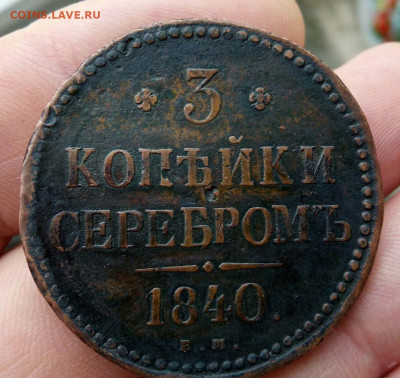 COINS.LAVE.RU
3
КОПѢЙКИ
СЕРЕБРОМЪ
1840.
Е.М.